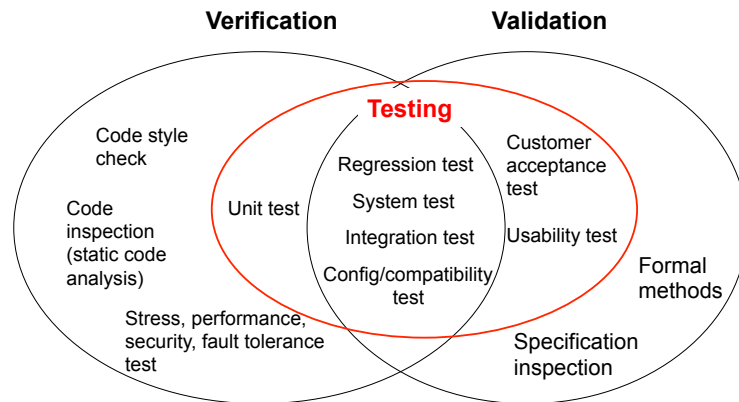 Verification
Validation
Testing
Code style
check
Code
inspection
(static code
analysis)
Unit test
Stress, performance,
security, fault tolerance
test
Regression test
System test
Integration test
Config/compatibility
test
Customer
acceptance
test
Usability test
Formal
methods
Specification
inspection